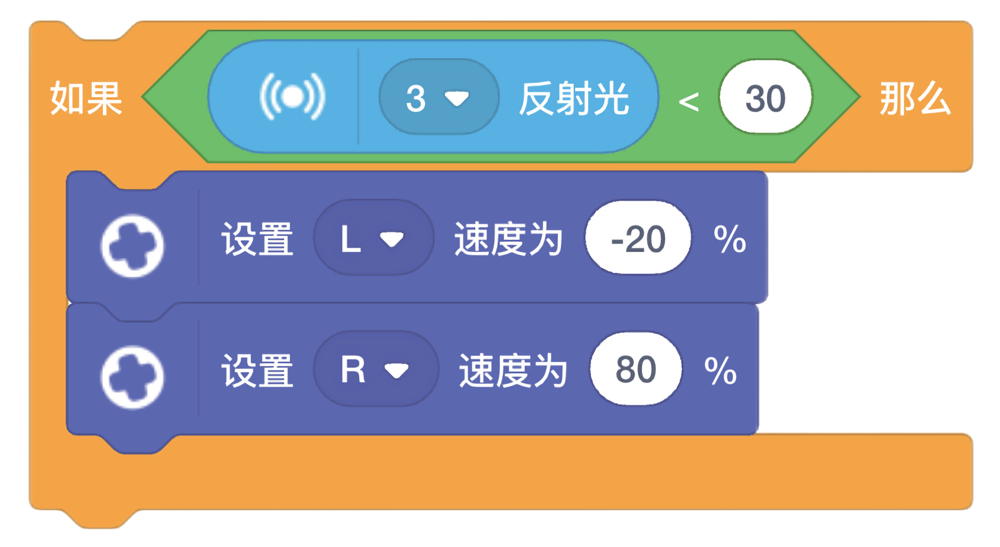 如果 3 反射光 < 30 那么
设置 L 速度为 -20 %
设置 R 速度为 80 %